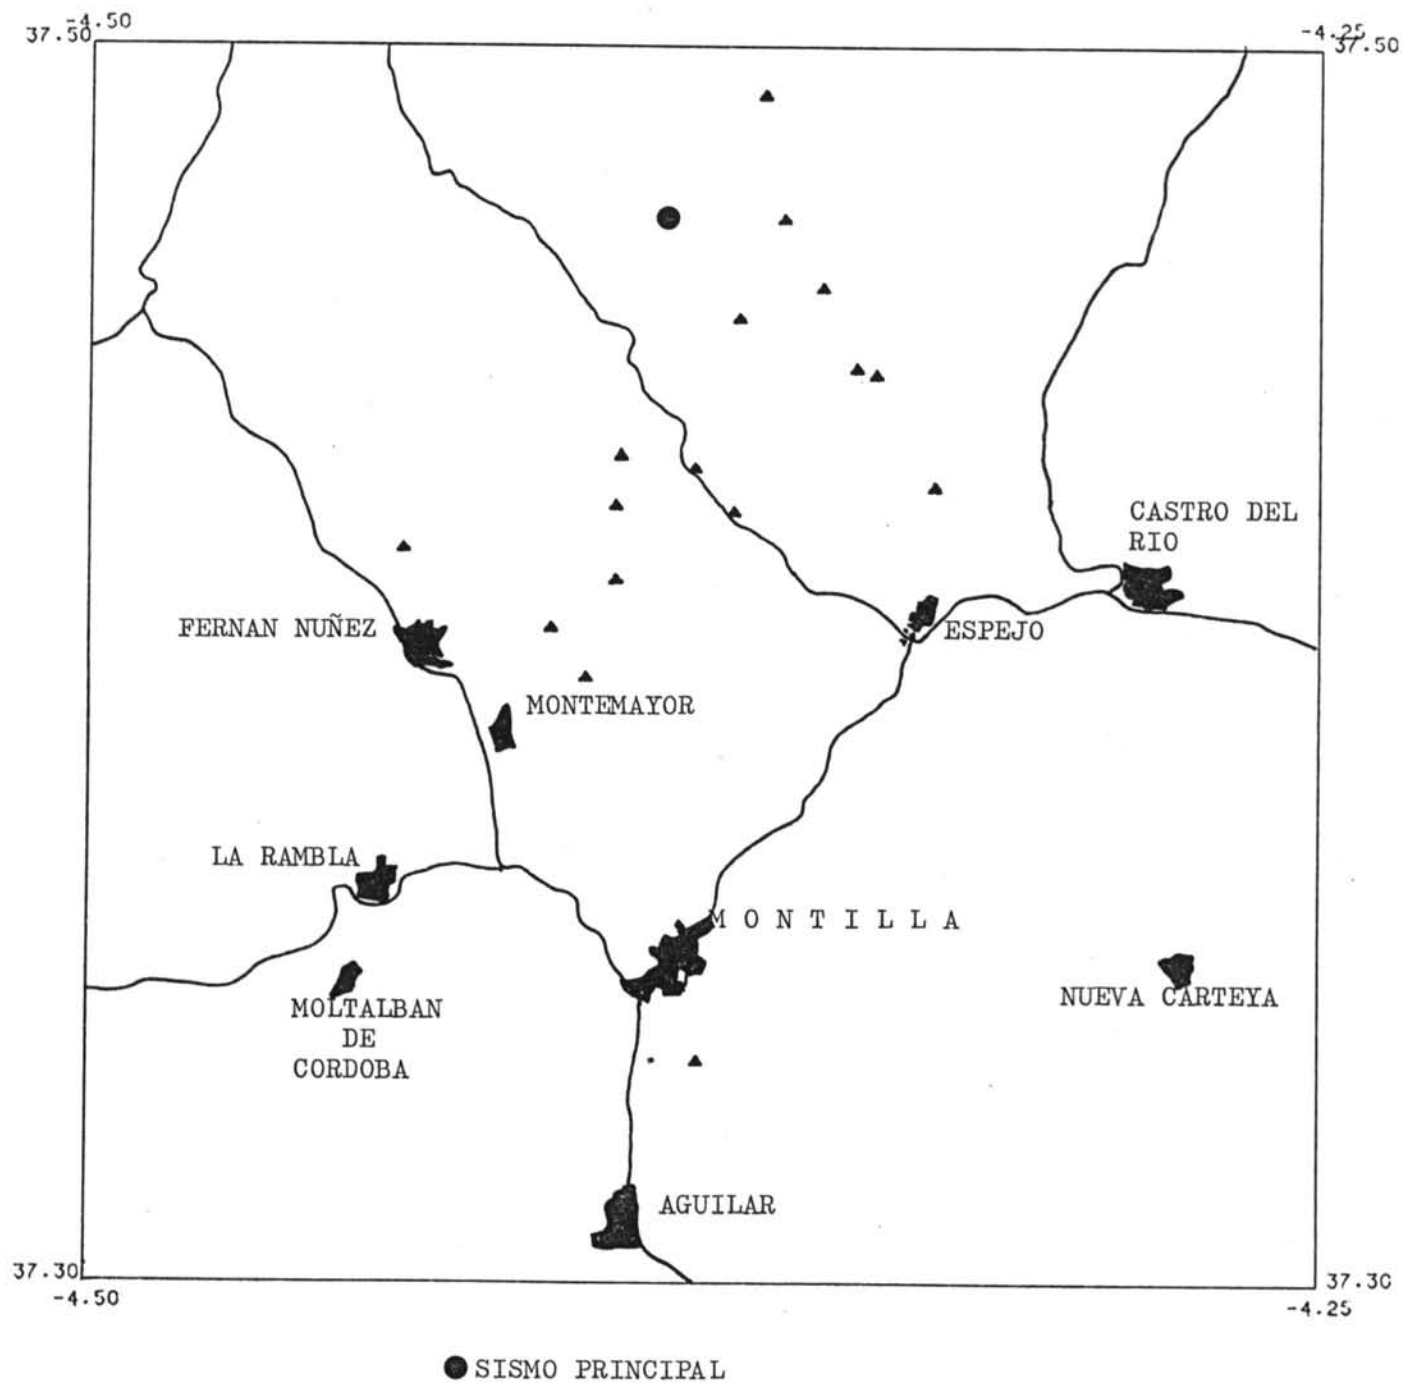 -4.50
37.50
-4.25
37.50
CASTRO DEL
RIO
FERNAN NUÑEZ
ESPEJO
MONTEMAYOR
LA RAMBLA
MONTILLA
MOLTALBAN
DE
CORDOBA
NUEVA CARTEYA
AGUILAR
37.30
-4.50
37.30
-4.25
SISMO PRINCIPAL